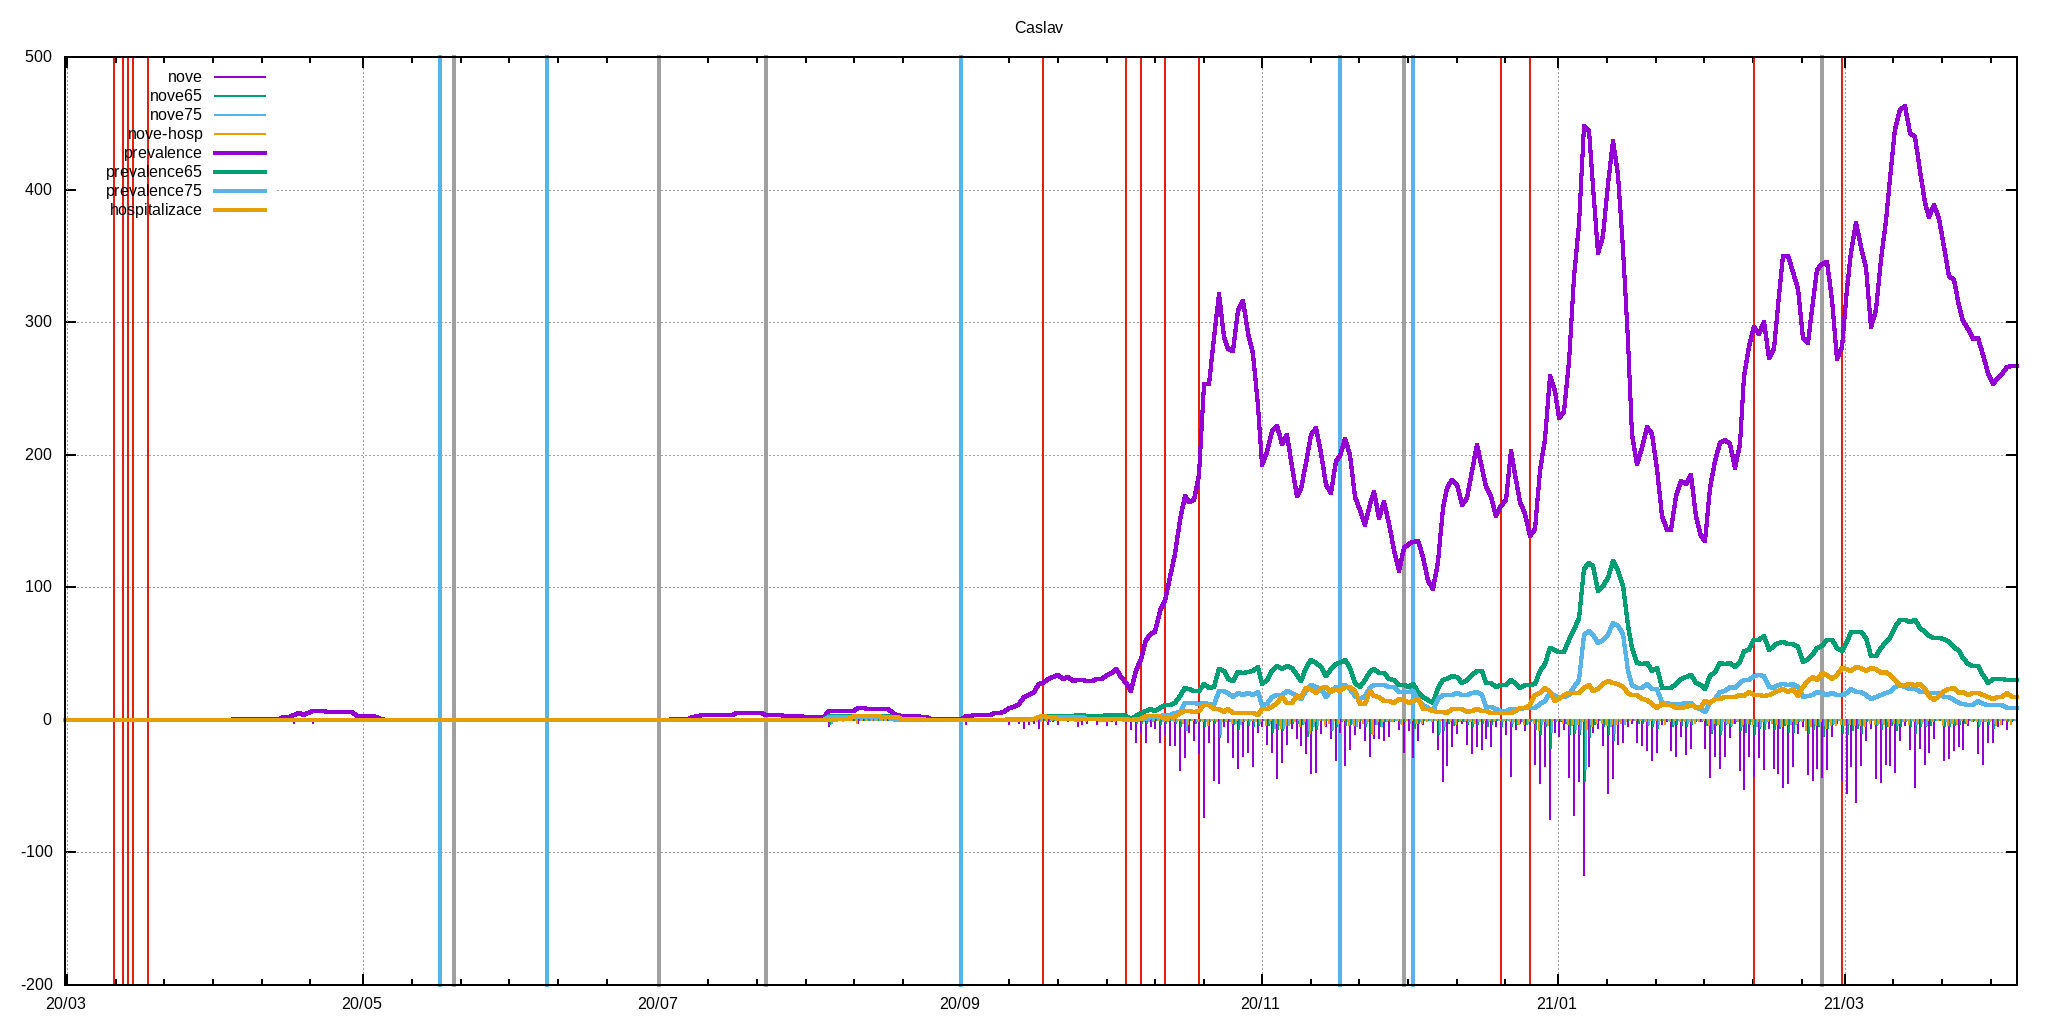 Caslav
500
nove
nove65
nove75
nove-hosp
prevalence
prevalence65
prevalence75
hospitalizace
400
300
200
100
0
-100
-200
20/03 20/05 20/07 20/09 20/11 21/01 21/03